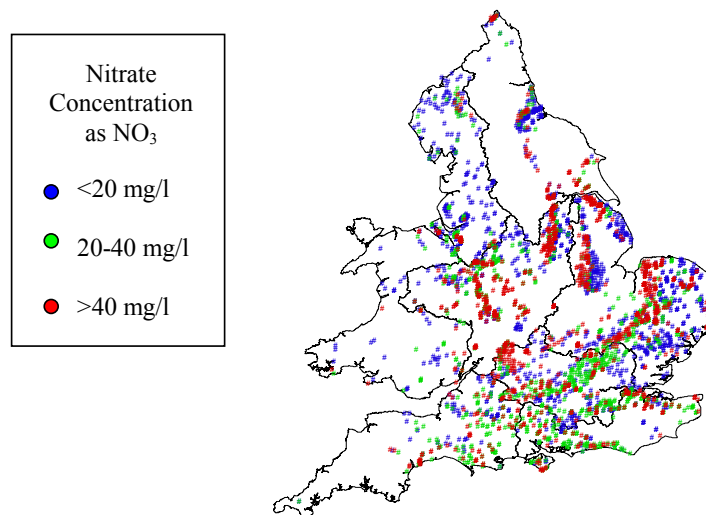 Nitrate
Concentration
as NO₃
<20 mg/l
20-40 mg/l
>40 mg/l